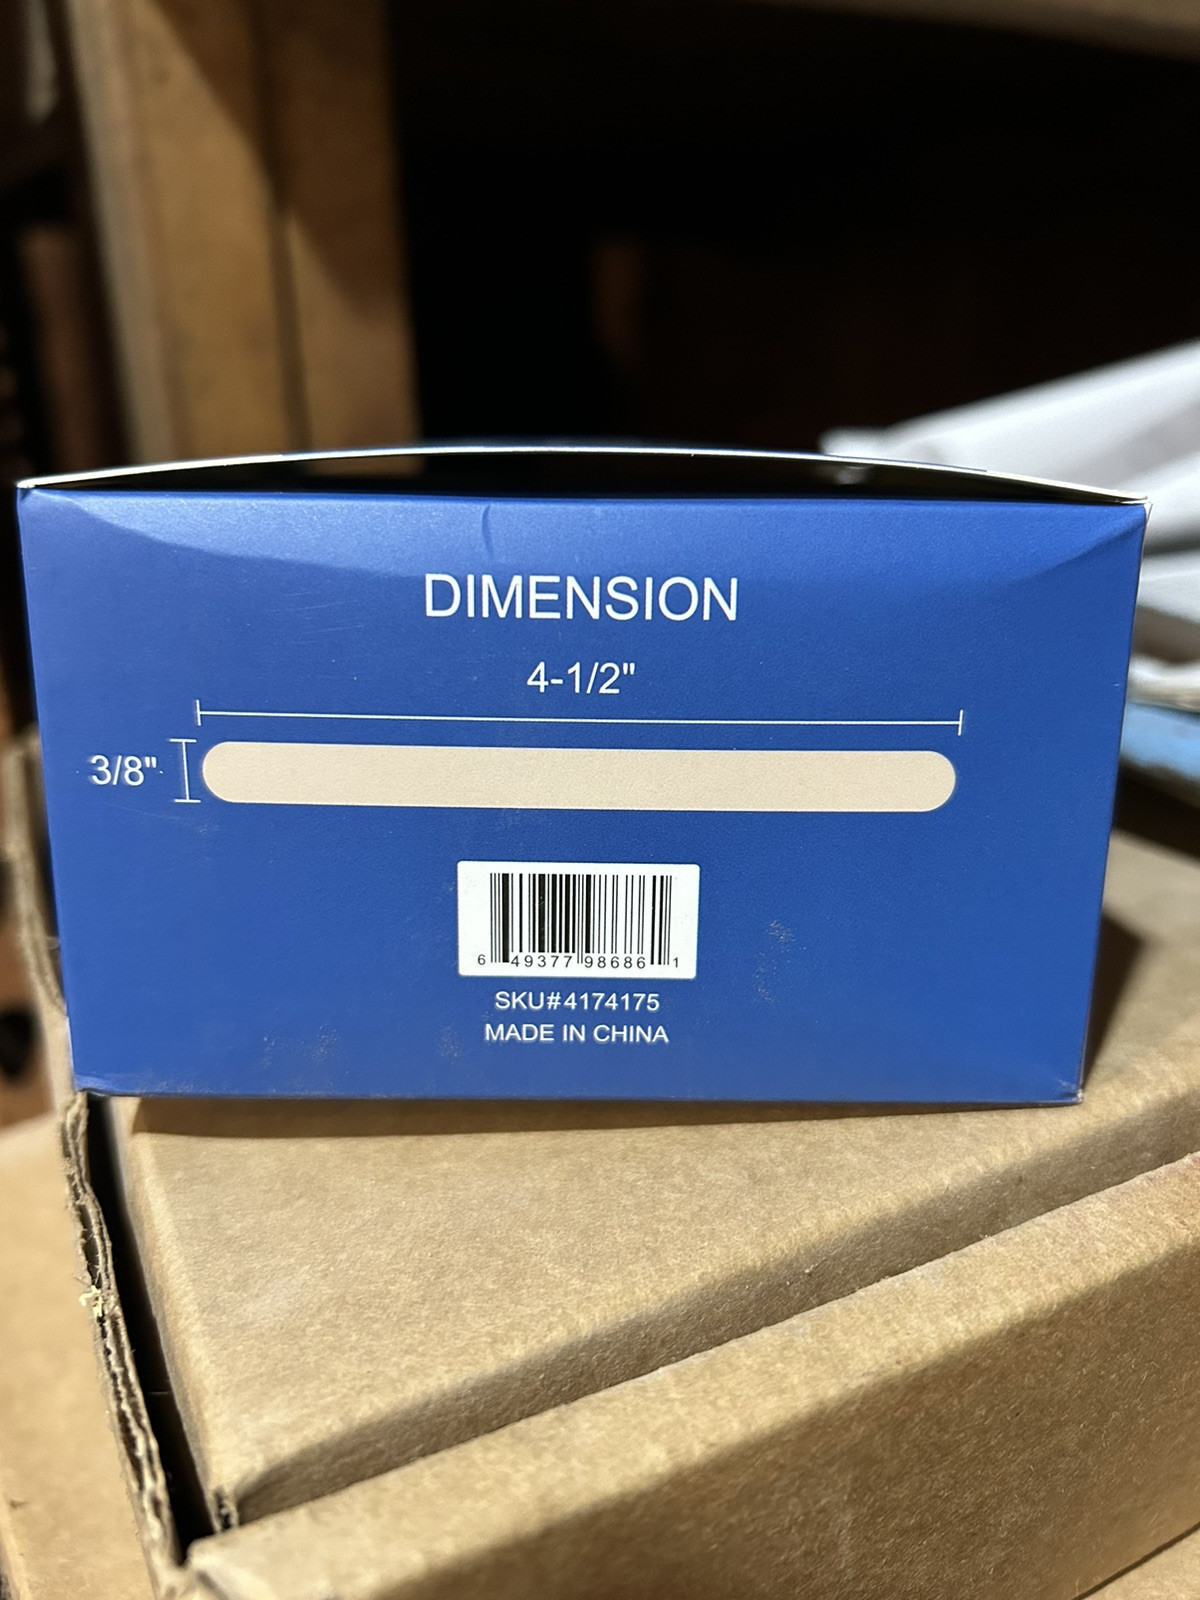 DIMENSION
4-1/2"
3/8"
6 49377 98686 1
SKU#4174175
MADE IN CHINA